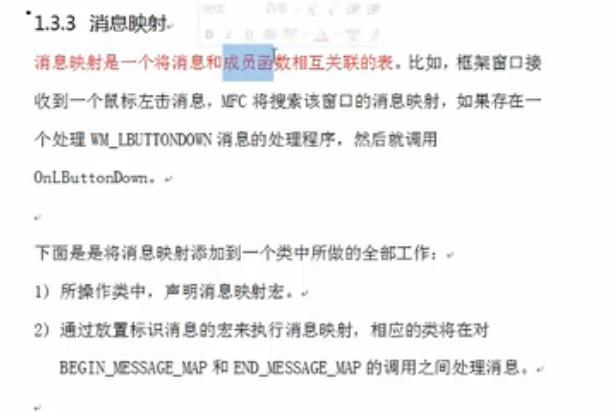 1.3.3 消息映射
消息映射是一个将消息和成员函数相互关联的表。比如，框架窗口接
收到一个鼠标左击消息，MFC 将搜索该窗口的消息映射，如果存在一
个处理 WM_LBUTTONDOWN 消息的处理程序，然后就调用
OnLButtonDown。
下面是是将消息映射添加到一个类中所做的全部工作：
1) 所操作类中，声明消息映射宏。
2) 通过放置标识消息的宏来执行消息映射，相应的类将在对
BEGIN_MESSAGE_MAP 和 END_MESSAGE_MAP 的调用之间处理消息。